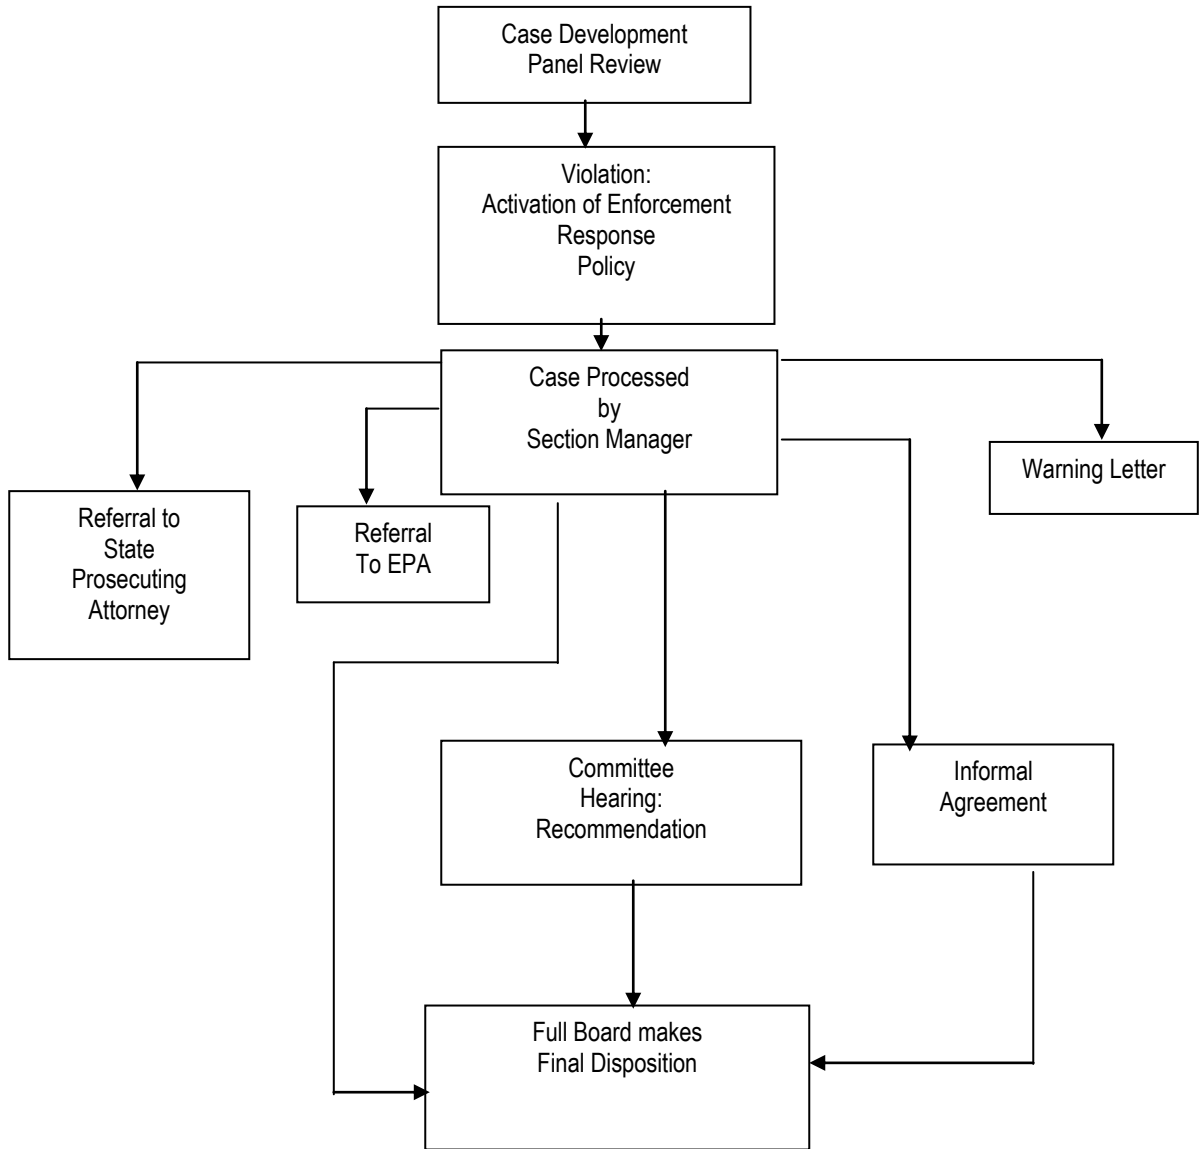 Case Development
Panel Review
Violation:
Activation of Enforcement
Response
Policy
Case Processed
by
Section Manager
Warning Letter
Referral to
State
Prosecuting
Attorney
Referral
To EPA
Committee
Hearing:
Recommendation
Informal
Agreement
Full Board makes
Final Disposition